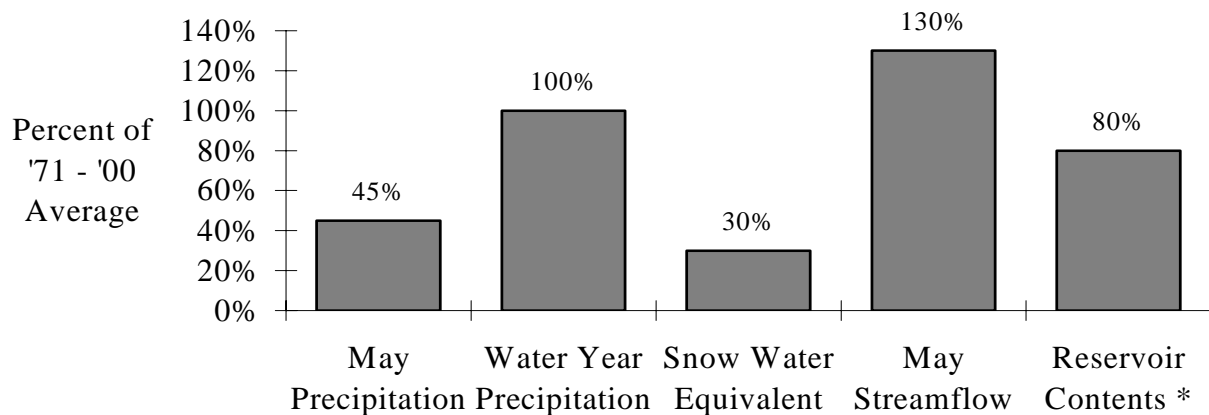 140%
120%
100%
80%
60%
40%
20%
0%
Percent of
'71 - '00
Average
45%
100%
30%
130%
80%
May
Precipitation
Water Year
Precipitation
Snow Water
Equivalent
May
Streamflow
Reservoir
Contents *